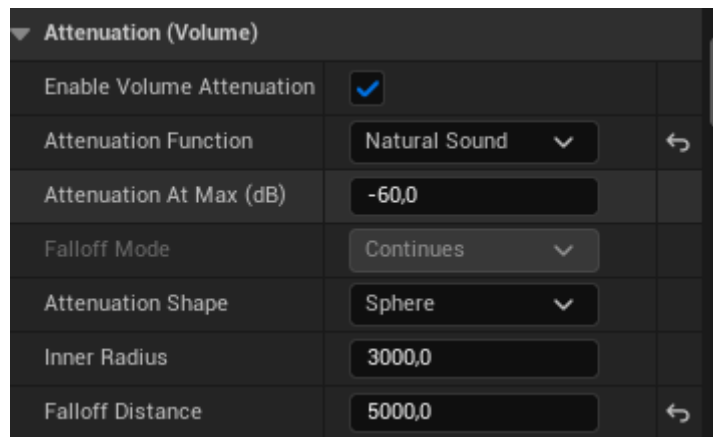 Attenuation (Volume)
Enable Volume Attenuation
Attenuation Function Natural Sound
Attenuation At Max (dB) -60,0
Falloff Mode Continues
Attenuation Shape Sphere
Inner Radius 3000,0
Falloff Distance 5000,0